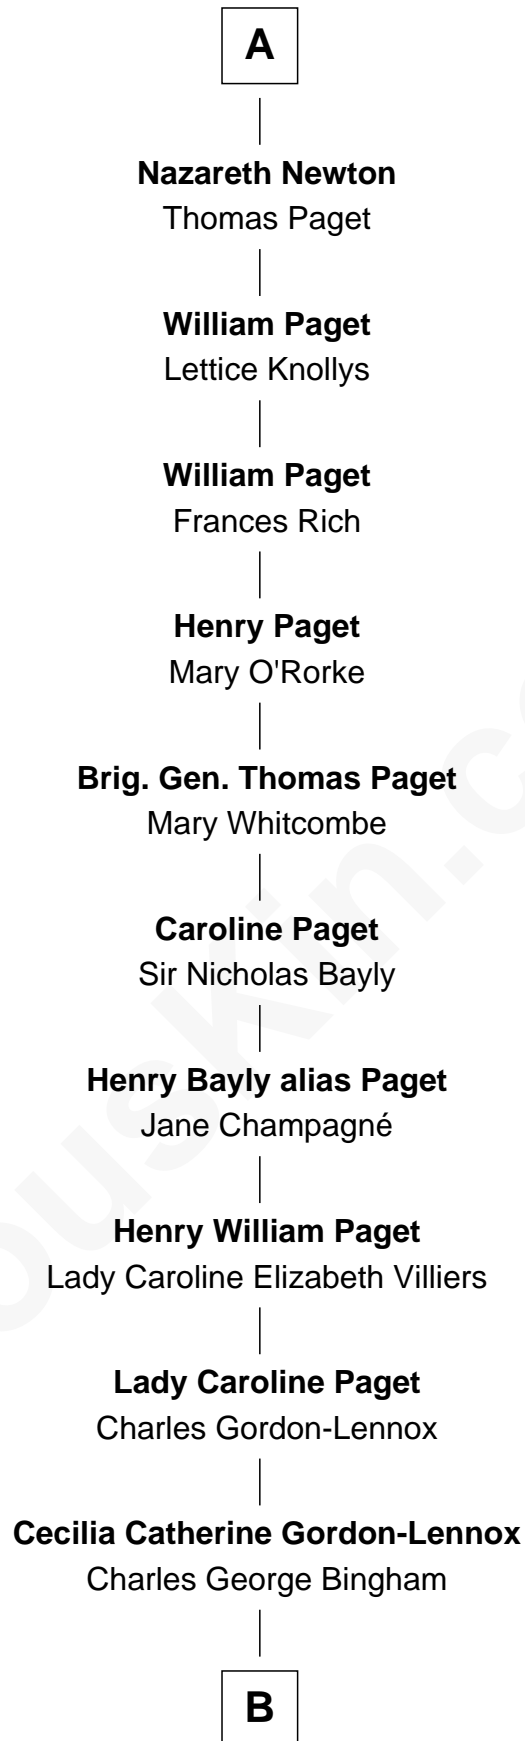 A
Nazareth Newton
Thomas Paget
William Paget
Lettice Knollys
William Paget
Frances Rich
Henry Paget
Mary O'Rorke
Brig. Gen. Thomas Paget
Mary Whitcombe
Caroline Paget
Sir Nicholas Bayly
Henry Bayly alias Paget
Jane Champagné
Henry William Paget
Lady Caroline Elizabeth Villiers
Lady Caroline Paget
Charles Gordon-Lennox
Cecilia Catherine Gordon-Lennox
Charles George Bingham
B